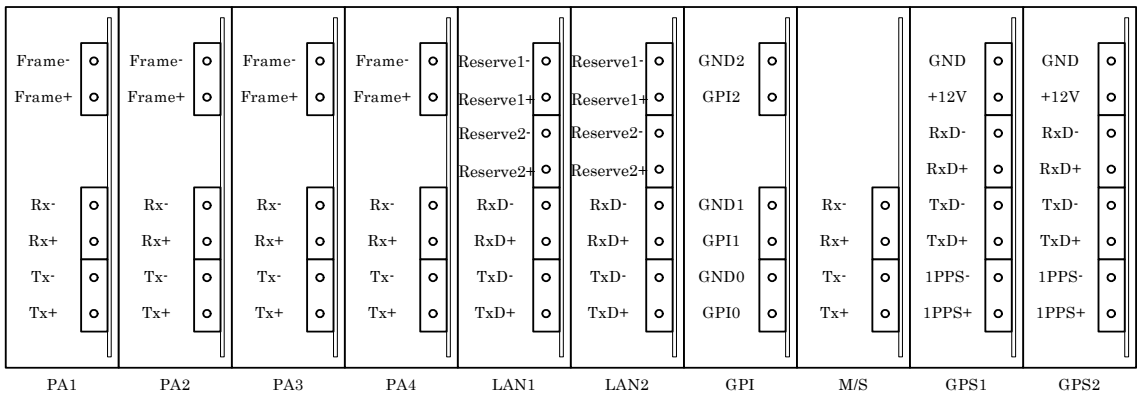 Frame- Frame- Frame- Frame- Reserve1- Reserve1- GND2 GND GND
Frame+ Frame+ Frame+ Frame+ Reserve1+ Reserve1+ GPI2 +12V +12V
Reserve2- Reserve2- RxD- RxD-
Reserve2+ Reserve2+ RxD+ RxD+
Rx- Rx- Rx- Rx- RxD- RxD- GND1 Rx- TxD- TxD-
Rx+ Rx+ Rx+ Rx+ RxD+ RxD+ GPI1 Rx+ TxD+ TxD+
Tx- Tx- Tx- Tx- TxD- TxD- GND0 Tx- 1PPS- 1PPS-
Tx+ Tx+ Tx+ Tx+ TxD+ TxD+ GPI0 Tx+ 1PPS+ 1PPS+
PA1 PA2 PA3 PA4 LAN1 LAN2 GPI M/S GPS1 GPS2